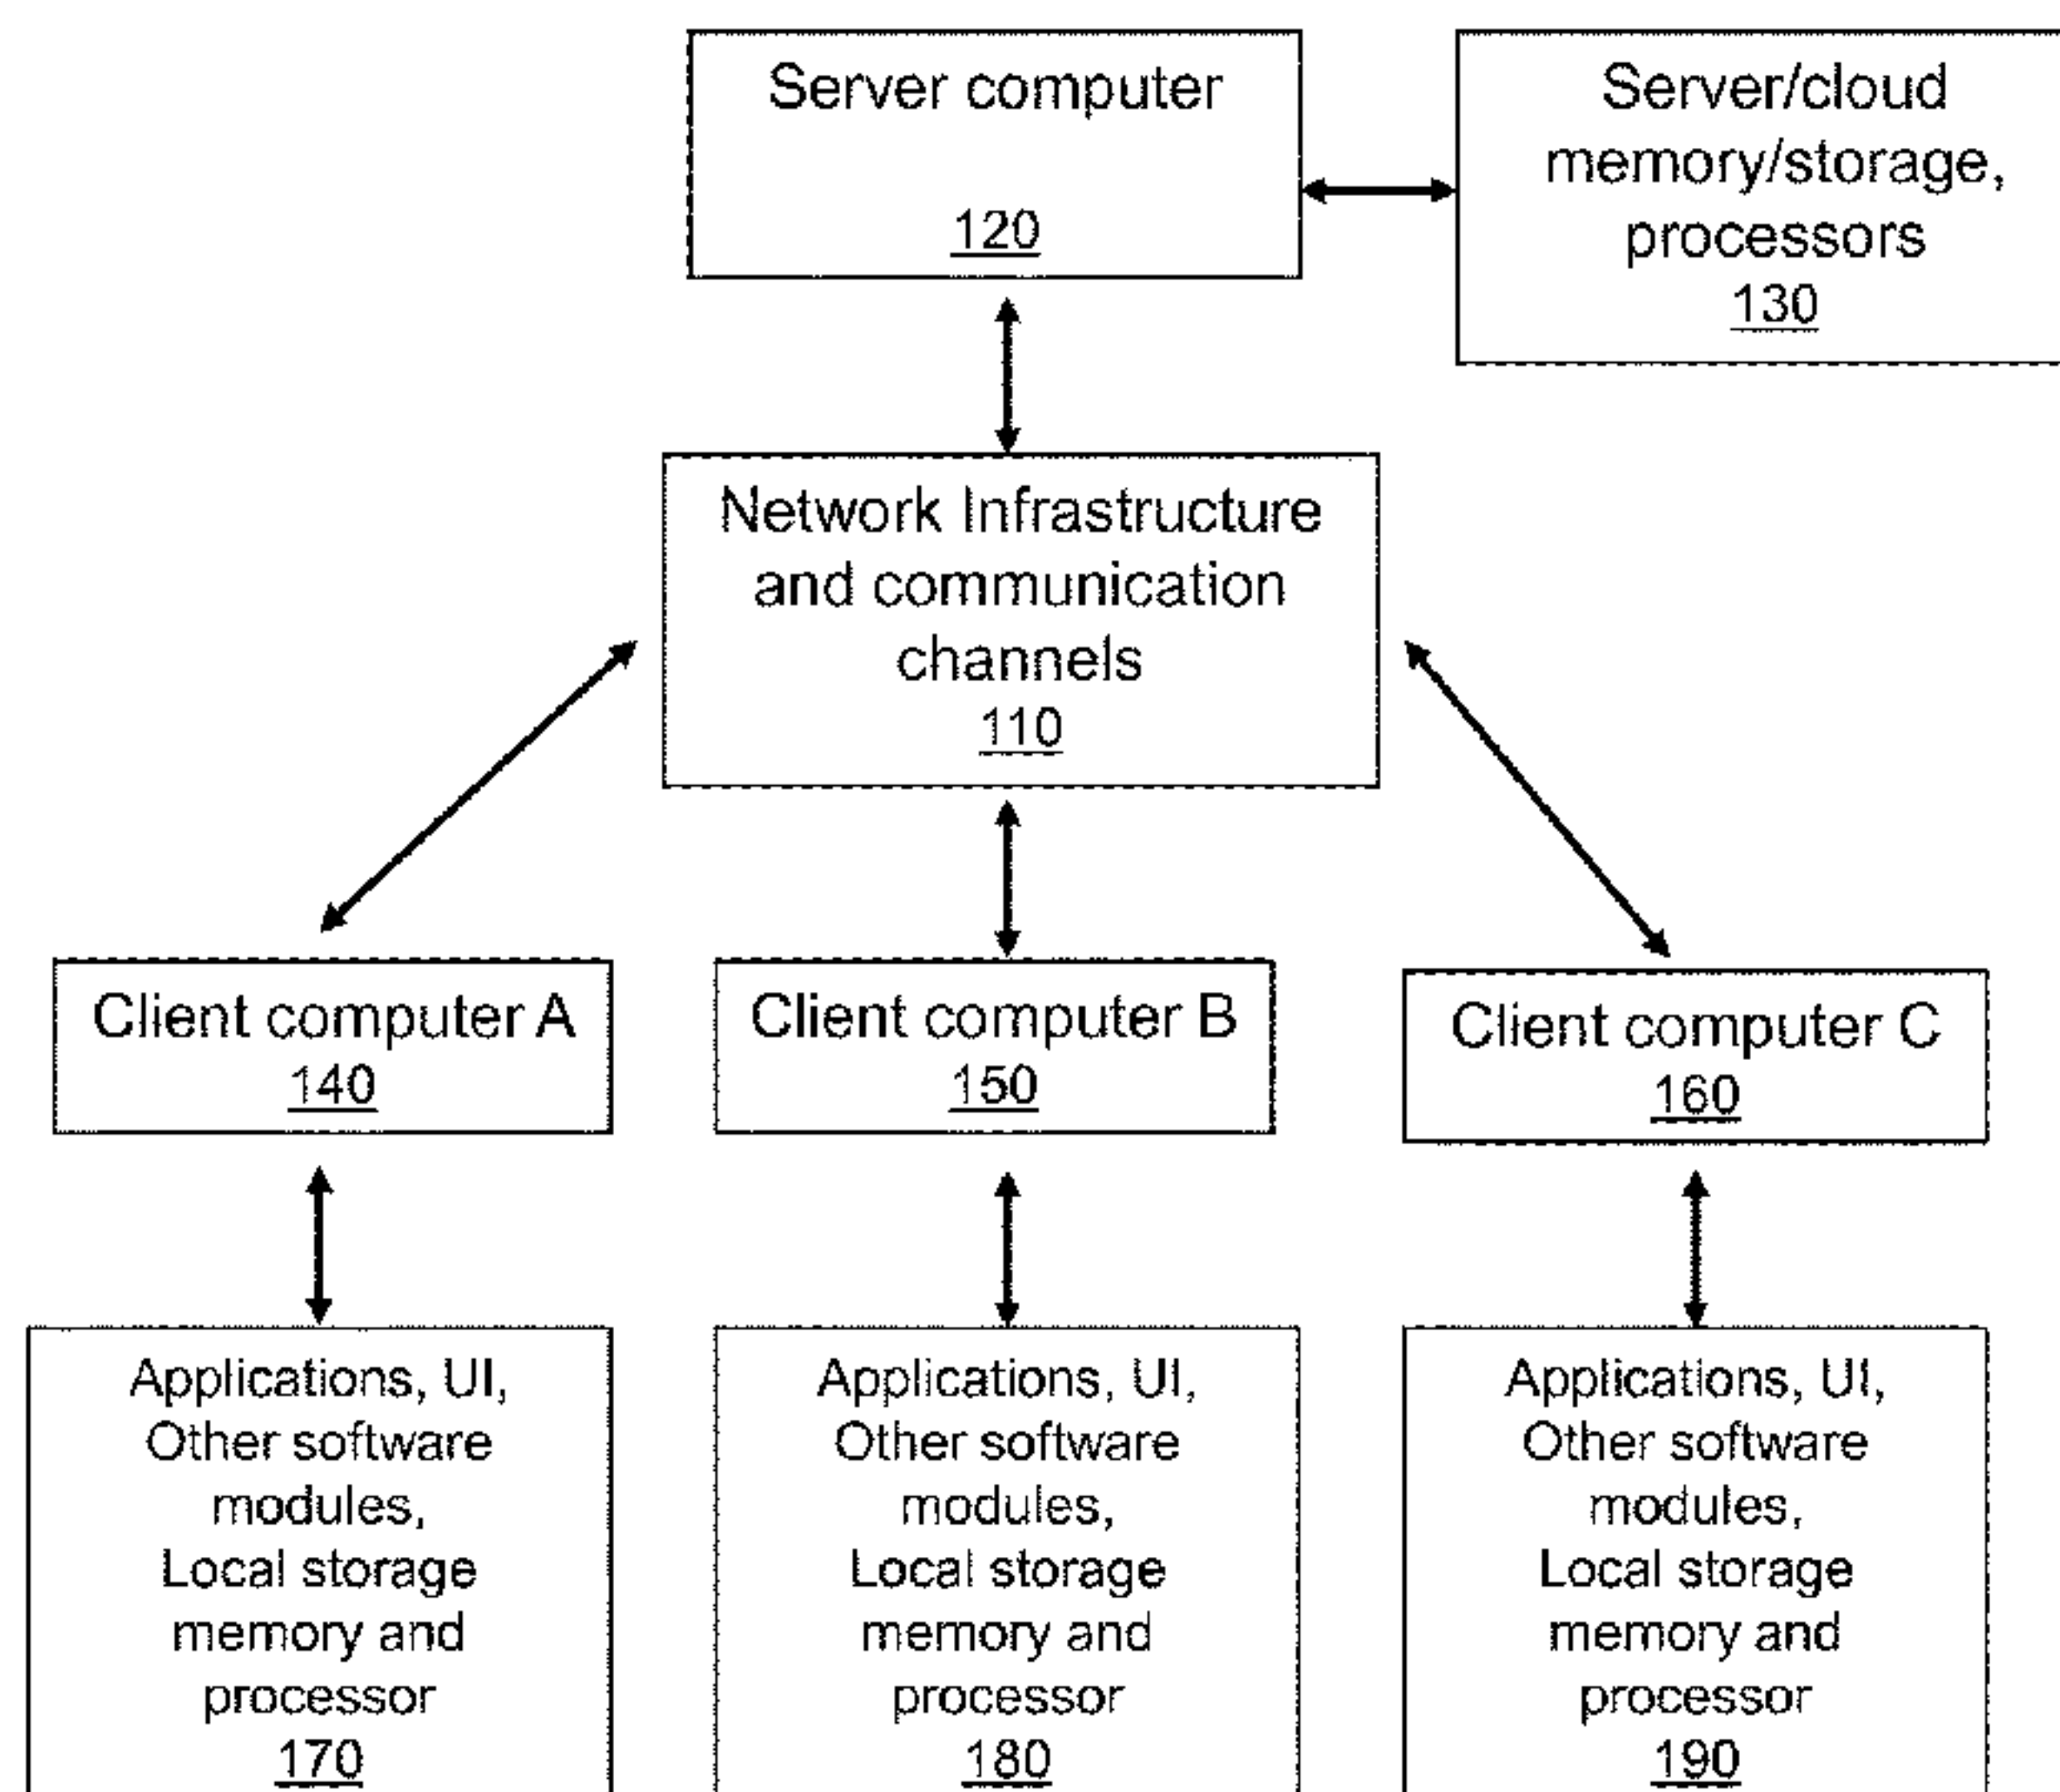 Server computer
120
Server/cloud
memory/storage,
processors
130
Network Infrastructure
and communication
channels
110
Client computer A
140
Client computer B
150
Client computer C
160
Applications, UI,
Other software
modules,
Local storage
memory and
processor
170
Applications, UI,
Other software
modules,
Local storage
memory and
processor
180
Applications, UI,
Other software
modules,
Local storage
memory and
processor
190